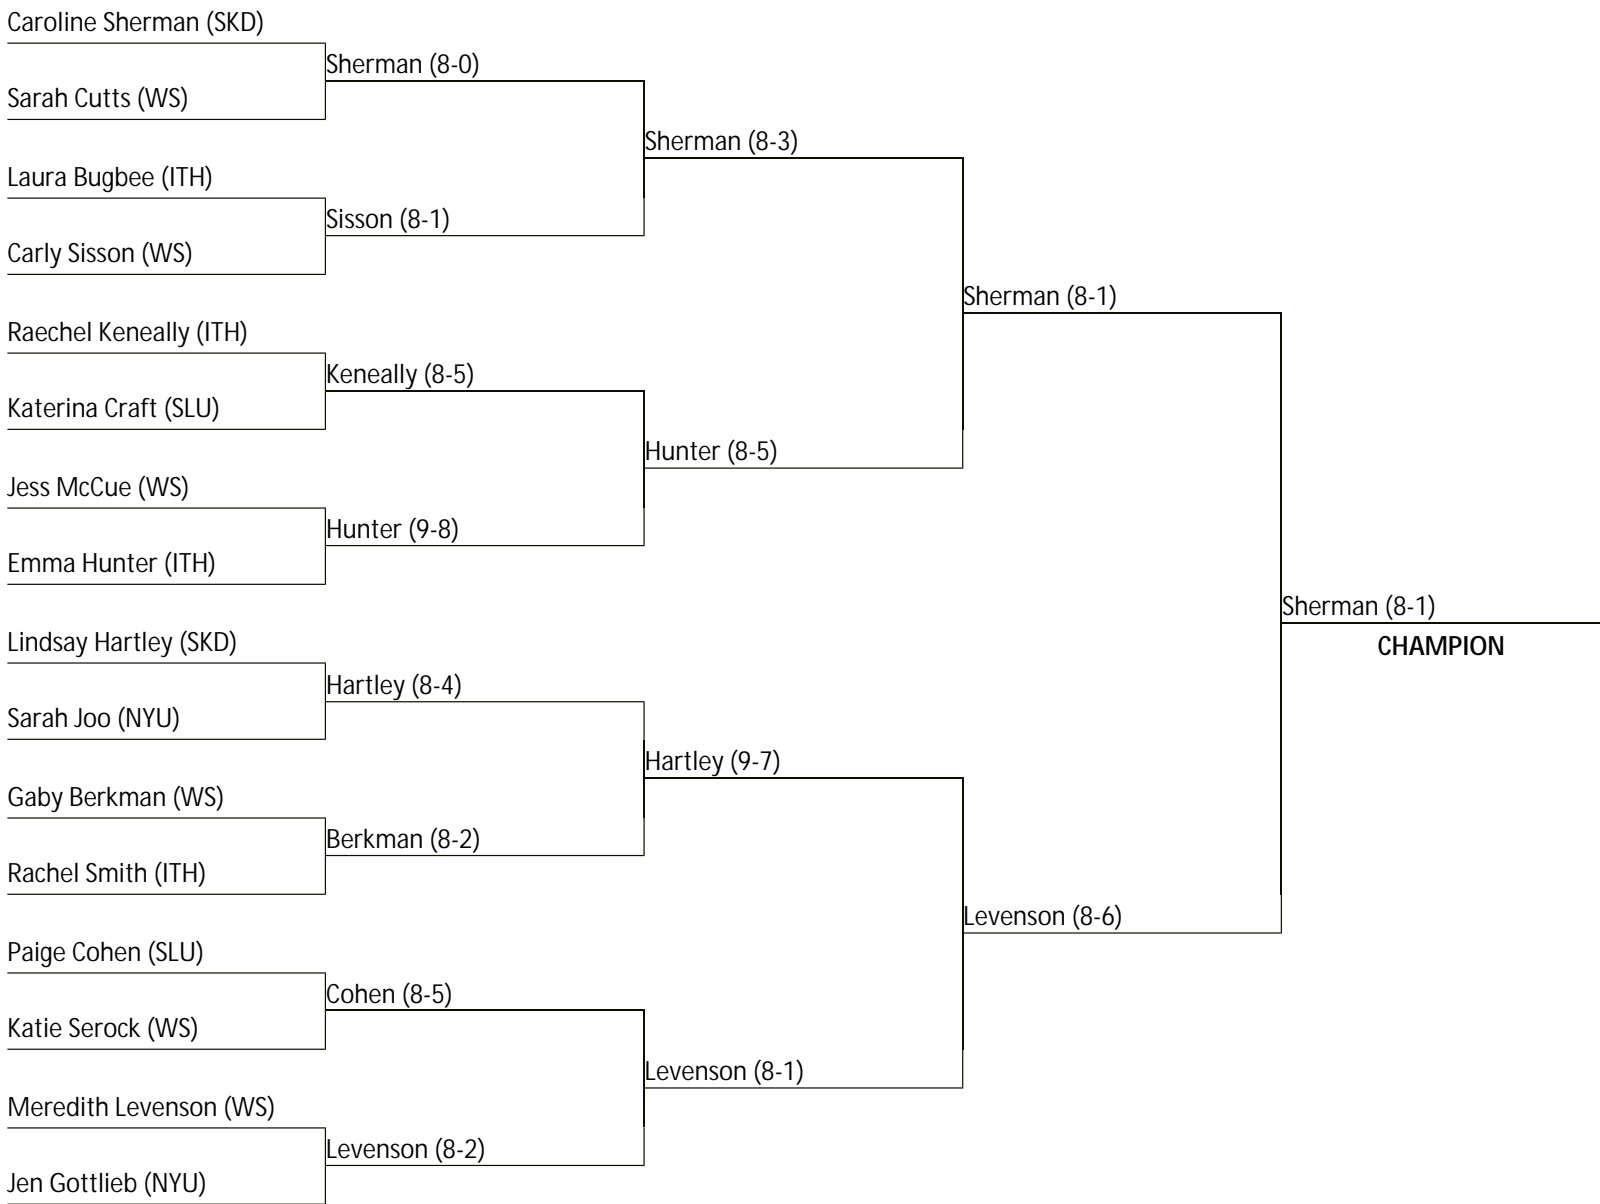 Caroline Sherman (SKD)
Sherman (8-0)
Sarah Cutts (WS)
Sherman (8-3)
Laura Bugbee (ITH)
Sisson (8-1)
Carly Sisson (WS)
Sherman (8-1)
Raechel Keneally (ITH)
Keneally (8-5)
Katerina Craft (SLU)
Hunter (8-5)
Jess McCue (WS)
Hunter (9-8)
Emma Hunter (ITH)
Sherman (8-1)
CHAMPION
Lindsay Hartley (SKD)
Hartley (8-4)
Sarah Joo (NYU)
Hartley (9-7)
Gaby Berkman (WS)
Berkman (8-2)
Rachel Smith (ITH)
Levenson (8-6)
Paige Cohen (SLU)
Cohen (8-5)
Katie Serock (WS)
Levenson (8-1)
Meredith Levenson (WS)
Levenson (8-2)
Jen Gottlieb (NYU)